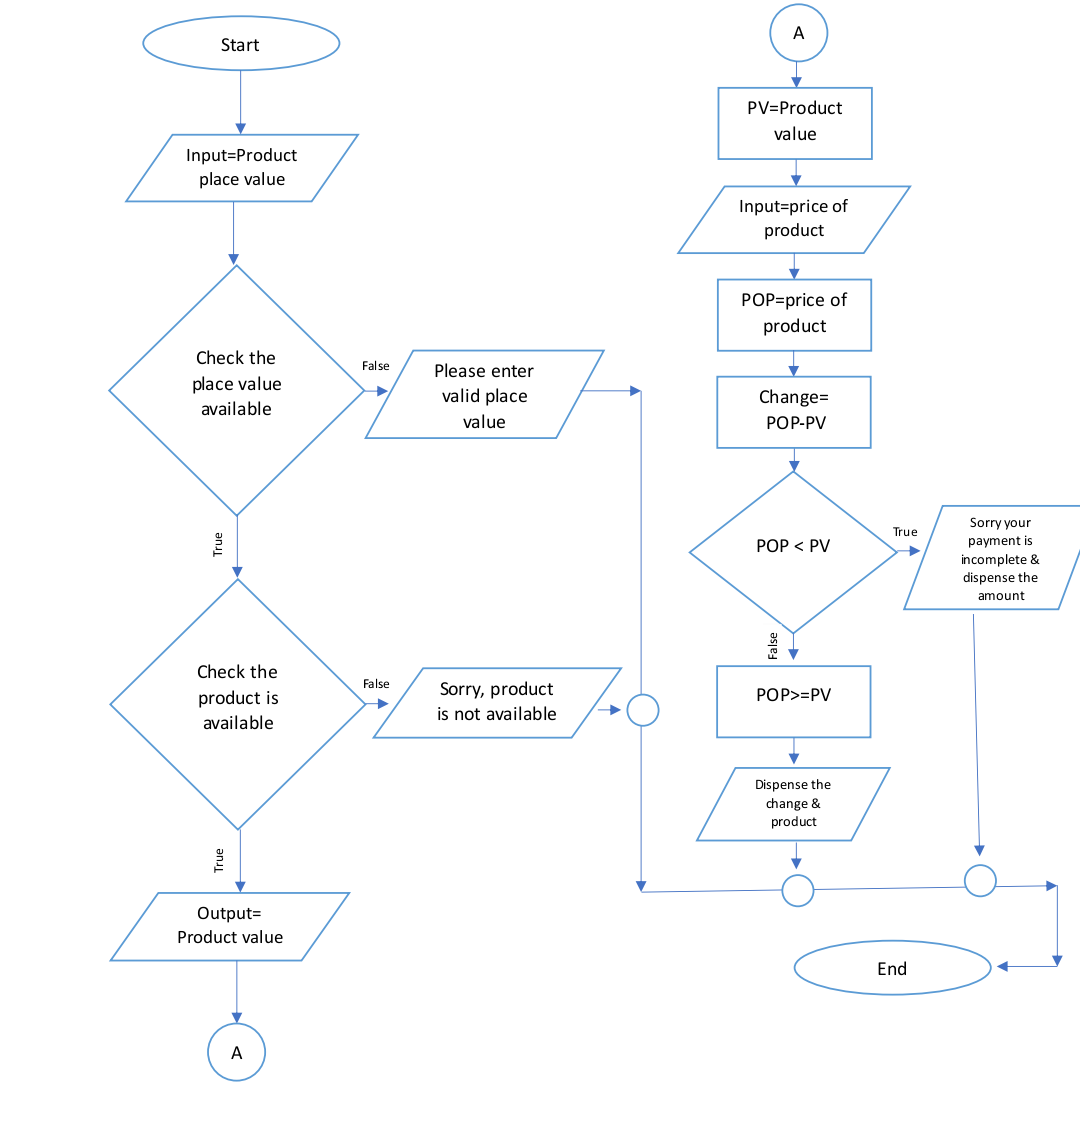 Start
Input=Product
place value
Check the
place value
available
False
Please enter
valid place
value
True
Check the
product is
available
False
Sorry, product
is not available
True
Output=
Product value
A
A
PV=Product
value
Input=price of
product
POP=price of
product
Change=
POP-PV
POP < PV
True
Sorry your
payment is
incomplete &
dispense the
amount
False
POP>=PV
Dispense the
change &
product
End